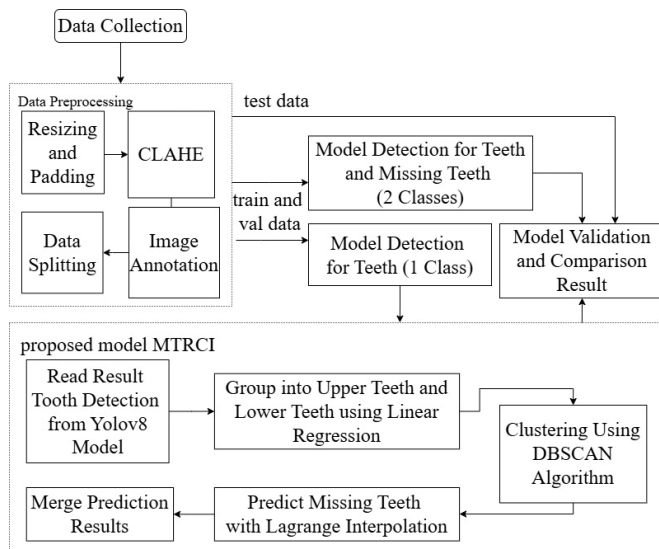 Data Collection
Data Preprocessing
Resizing
and
Padding
CLAHE
Data
Splitting
Image
Annotation
test data
train and
val data
Model Detection for Teeth
and Missing Teeth
(2 Classes)
Model Detection
for Teeth (1 Class)
Model Validation
and Comparison
Result
proposed model MTRCI
Read Result
Tooth Detection
from Yolov8
Model
Group into Upper Teeth and
Lower Teeth using Linear
Regression
Clustering Using
DBSCAN
Algorithm
Merge Prediction
Results
Predict Missing Teeth
with Lagrange Interpolation